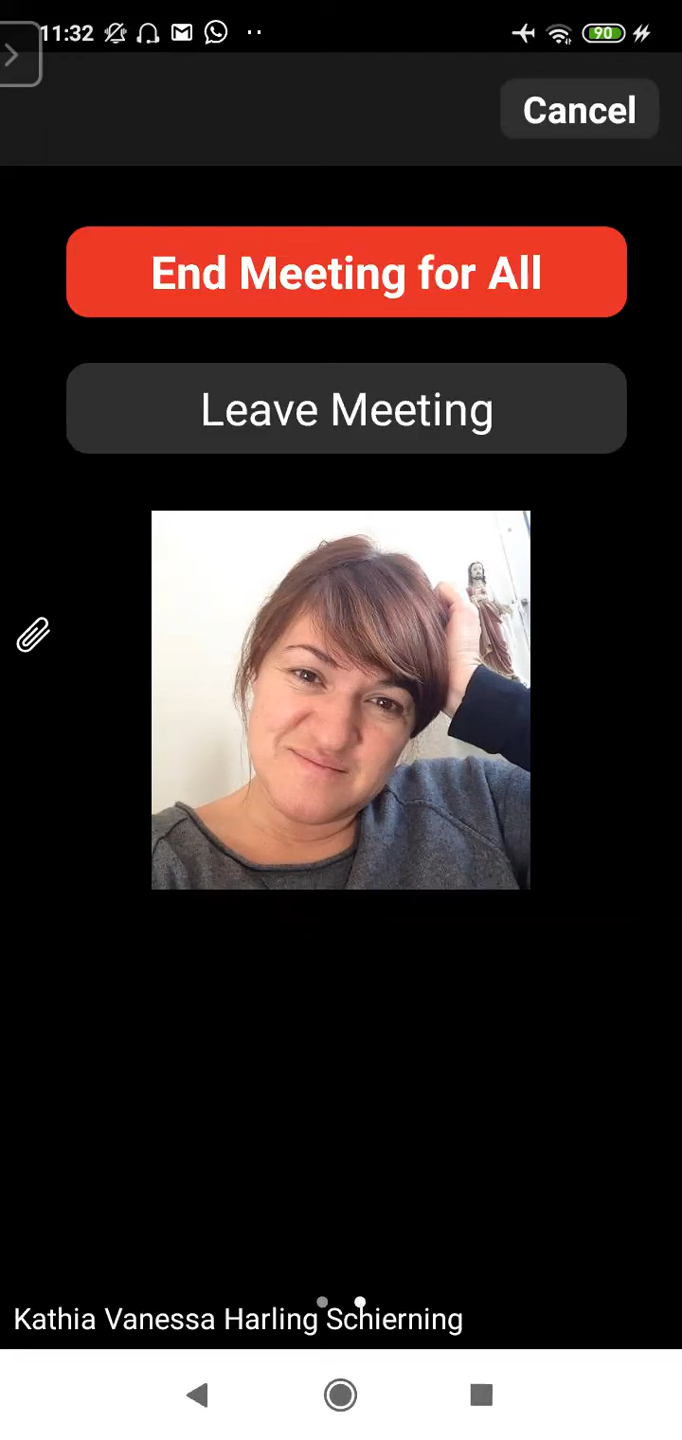 11:32
90
Cancel
End Meeting for All
Leave Meeting
Kathia Vanessa Harling Schierning